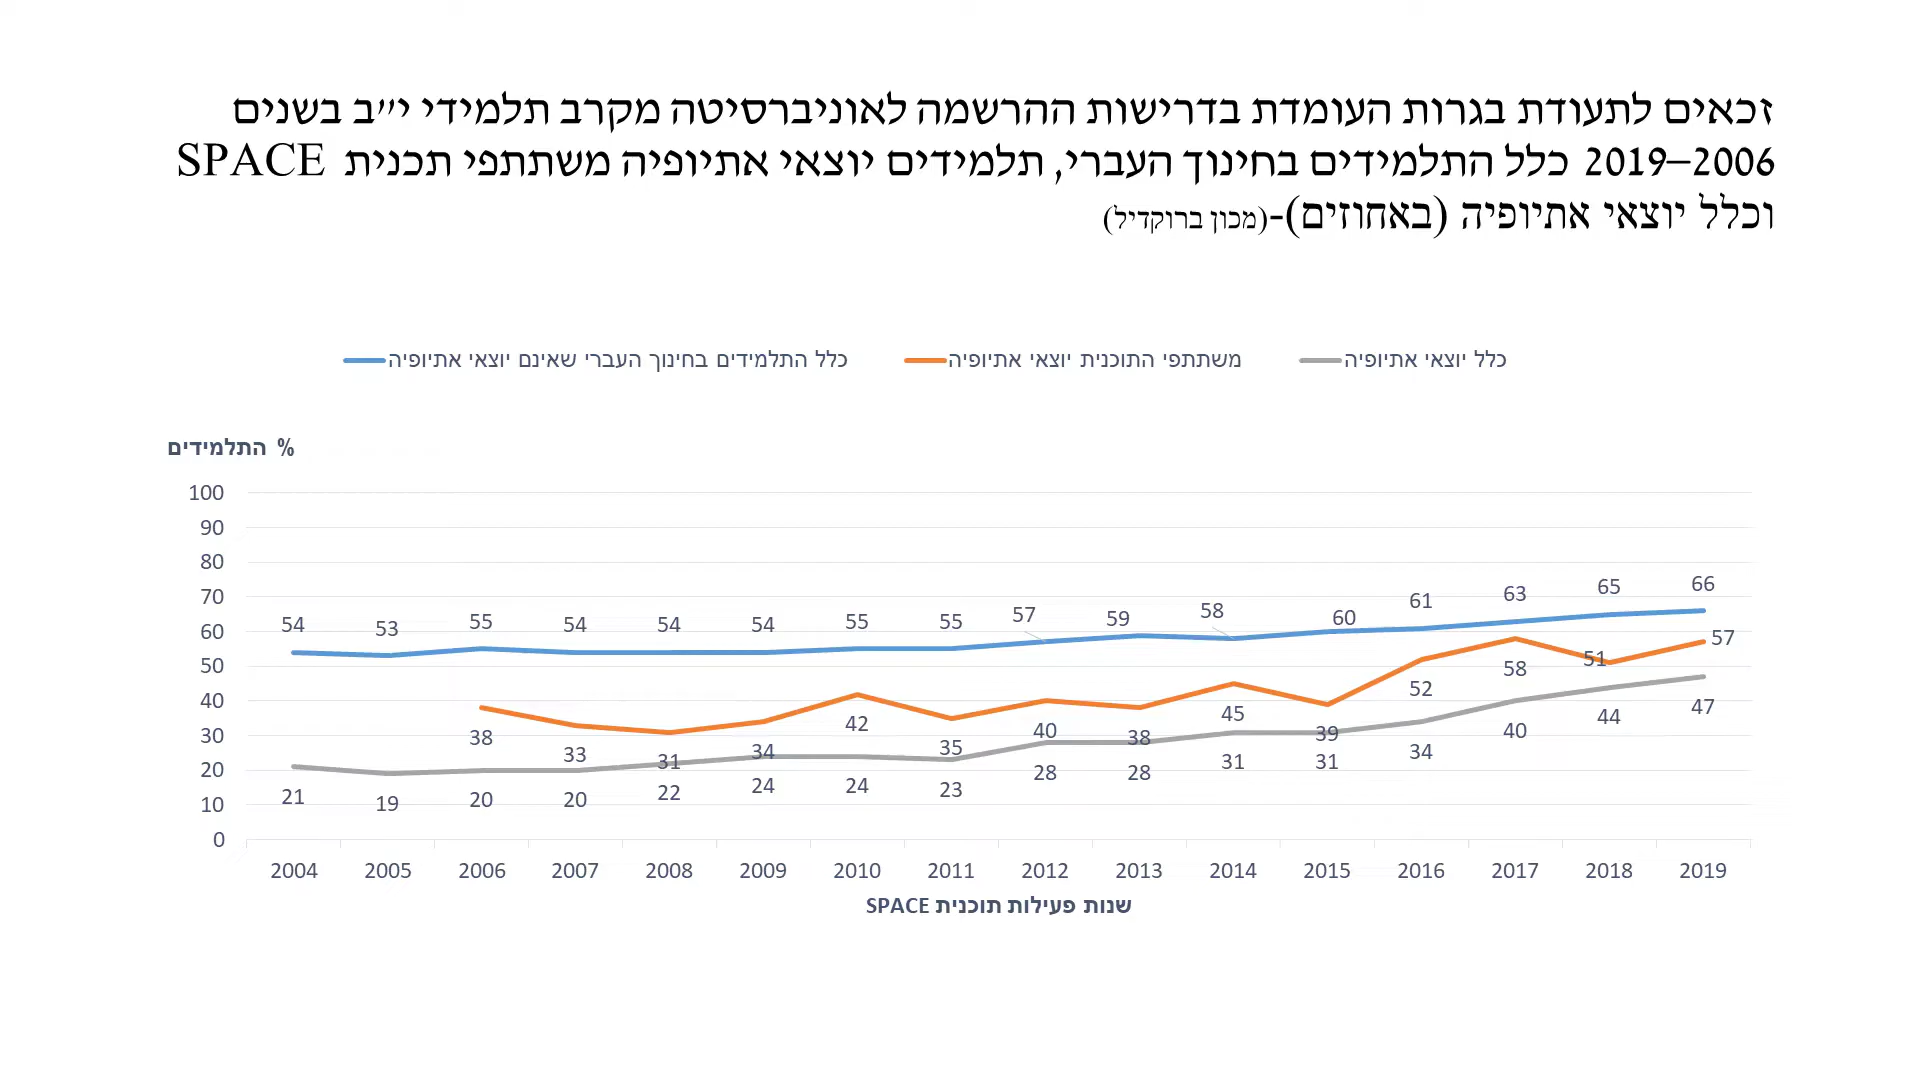 זכאים לתעודת בגרות העומדת בדרישות ההרשמה לאוניברסיטה מקרב תלמידי י״ב בשנים
2006–2019 כלל התלמידים בחינוך העברי, תלמידים יוצאי אתיופיה משתתפי תכנית SPACE
וכלל יוצאי אתיופיה (באחוזים)-(מכון ברוקדיל)
כלל התלמידים בחינוך העברי שאינם יוצאי אתיופיה
משתתפי התוכנית יוצאי אתיופיה
כלל יוצאי אתיופיה
% התלמידים
100
90
80
70
60
50
40
30
20
10
0
54 53 55 54 54 54 55 55 57 59 58 60 61 63 65 66
38 33 31 34 42 35 40 38 45 39 52 58 51 57
21 19 20 20 22 24 24 23 28 28 31 31 34 40 44 47
2004 2005 2006 2007 2008 2009 2010 2011 2012 2013 2014 2015 2016 2017 2018 2019
שנות פעילות תוכנית SPACE